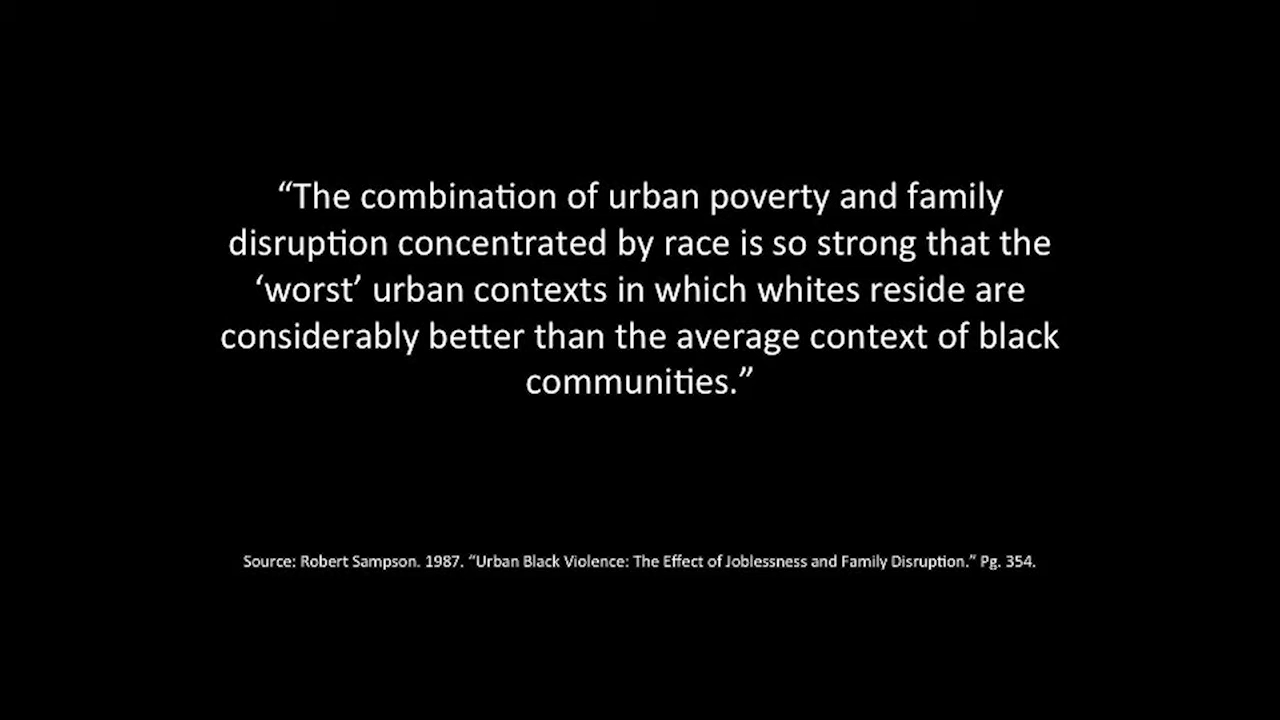 “The combination of urban poverty and family
disruption concentrated by race is so strong that the
‘worst’ urban contexts in which whites reside are
considerably better than the average context of black
communities.”
Source: Robert Sampson. 1987. “Urban Black Violence: The Effect of Joblessness and Family Disruption.” Pg. 354.